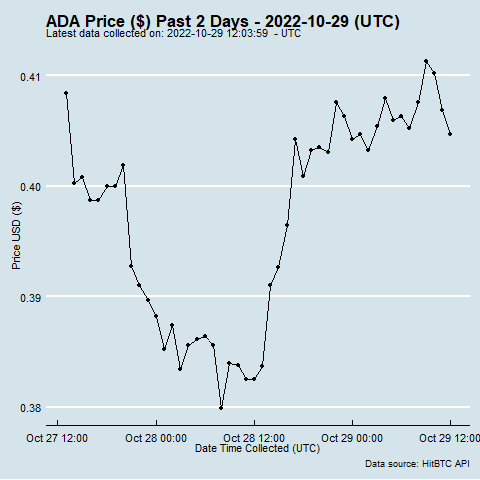 ADA Price ($) Past 2 Days - 2022-10-29 (UTC)
Latest data collected on: 2022-10-29 12:03:59 - UTC
0.41
0.40
0.39
0.38
Price USD ($)
Oct 27 12:00 Oct 28 00:00 Oct 28 12:00 Oct 29 00:00 Oct 29 12:00
Date Time Collected (UTC)
Data source: HitBTC API